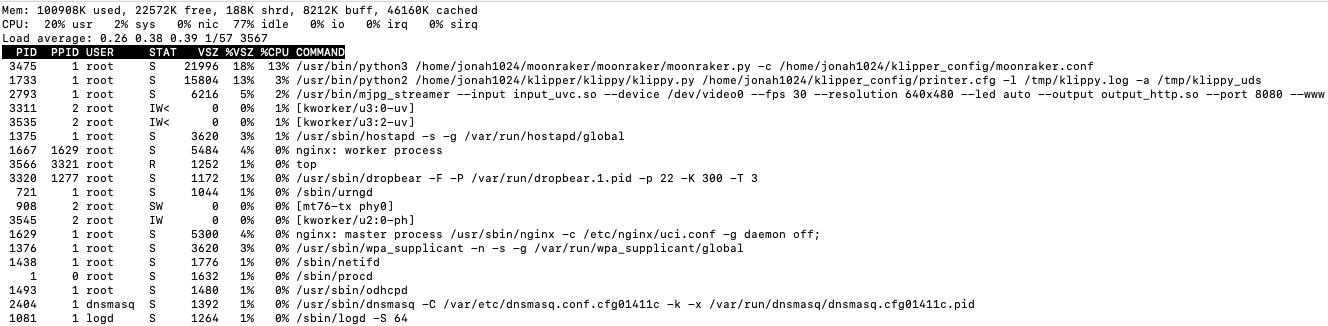 Mem: 100908K used, 22572K free, 188K shrd, 8212K buff, 46160K cached
CPU:  20% usr   2% sys   0% nic  77% idle   0% io   0% irq   0% sirq
Load average: 0.26 0.38 0.39 1/57 3567
  PID  PPID USER     STAT   VSZ %VSZ %CPU COMMAND
 3475     1 root     S    21996  18%  13% /usr/bin/python3 /home/jonah1024/moonraker/moonraker/moonraker.py -c /home/jonah1024/klipper_config/moonraker.conf
 1733     1 root     S    15804  13%   3% /usr/bin/python2 /home/jonah1024/klipper/klippy/klippy.py /home/jonah1024/klipper_config/printer.cfg -l /tmp/klippy.log -a /tmp/klippy_uds
 2793     1 root     S     6216   5%   2% /usr/bin/mjpg_streamer --input input_uvc.so --device /dev/video0 --fps 30 --resolution 640x480 --led auto --output output_http.so --port 8080 --www
 3311     2 root     IW<      0   0%   1% [kworker/u3:0-uv]
 3535     2 root     IW<      0   0%   1% [kworker/u3:2-uv]
 1375     1 root     S     3620   3%   1% /usr/sbin/hostapd -s -g /var/run/hostapd/global
 1667  1629 root     S     5484   4%   0% nginx: worker process
 3566  3321 root     R     1252   1%   0% top
 3320  1277 root     S     1172   1%   0% /usr/sbin/dropbear -F -P /var/run/dropbear.1.pid -p 22 -K 300 -T 3
  721     1 root     S     1044   1%   0% /sbin/urngd
  908     2 root     SW       0   0%   0% [mt76-tx phy0]
 3545     2 root     IW       0   0%   0% [kworker/u2:0-ph]
 1629     1 root     S     5300   4%   0% nginx: master process /usr/sbin/nginx -c /etc/nginx/uci.conf -g daemon off;
 1376     1 root     S     3620   3%   0% /usr/sbin/wpa_supplicant -n -s -g /var/run/wpa_supplicant/global
 1438     1 root     S     1776   1%   0% /sbin/netifd
    1     0 root     S     1632   1%   0% /sbin/procd
 1493     1 root     S     1480   1%   0% /usr/sbin/odhcpd
 2404     1 dnsmasq  S     1392   1%   0% /usr/sbin/dnsmasq -C /var/etc/dnsmasq.conf.cfg01411c -k -x /var/run/dnsmasq/dnsmasq.cfg01411c.pid
 1081     1 logd     S     1264   1%   0% /sbin/logd -S 64